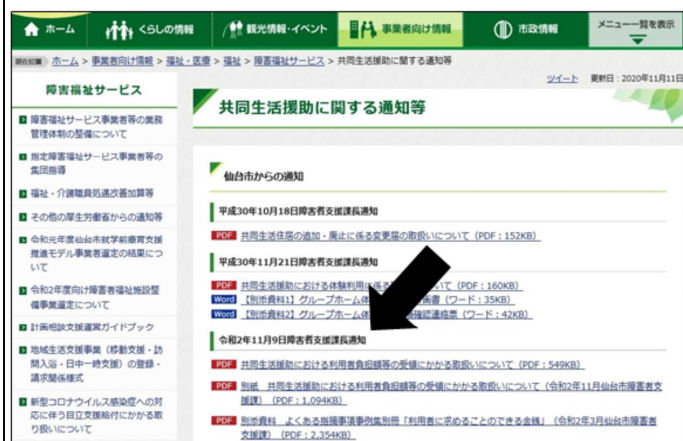 ホーム
くらしの情報
観光情報・イベント
事業者向け情報
市政情報
メニュー一覧を表示
現在位置 ホーム > 事業者向け情報 > 福祉・医療 > 福祉 > 障害福祉サービス > 共同生活援助に関する通知等
ツイート 更新日：2020年11月11日
障害福祉サービス
障害福祉サービス事業者等の業務
管理体制の整備について
指定障害福祉サービス事業者等の
集団指導
福祉・介護職員処遇改善加算等
その他の厚生労働省からの通知等
令和元年度仙台市就学前療育支援
推進モデル事業者選定の結果につ
いて
令和2年度向け障害者福祉施設整
備事業選定について
計画相談支援運営ガイドブック
地域生活支援事業（移動支援・訪
問入浴・日中一時支援）の登録・
請求関係様式
新型コロナウイルス感染症への対
応に伴う自立支援給付にかかる取
り扱いについて
共同生活援助に関する通知等
仙台市からの通知
平成30年10月18日障害者支援課長通知
PDF 共同生活住居の追加・廃止に係る変更届の取扱いについて（PDF：152KB）
平成30年11月21日障害者支援課長通知
PDF 共同生活援助における体験利用に係る いて（PDF：160KB）
Word 【別添資料1】グループホーム体 画書（ワード：35KB）
Word 【別添資料2】グループホーム体 確認連絡票（ワード：42KB）
令和2年11月9日障害者支援課長通知
PDF 共同生活援助における利用者負担額等の受領にかかる取扱いについて（PDF：549KB）
PDF 別紙 共同生活援助における利用者負担額等の受領にかかる取扱いについて（令和2年11月仙台市障害者支
援課）（PDF：1,094KB）
PDF 別添資料 よくある指摘事項事例集別冊「利用者に求めることのできる金銭」（令和2年3月仙台市障害者
支援課）（PDF：2,354KB）